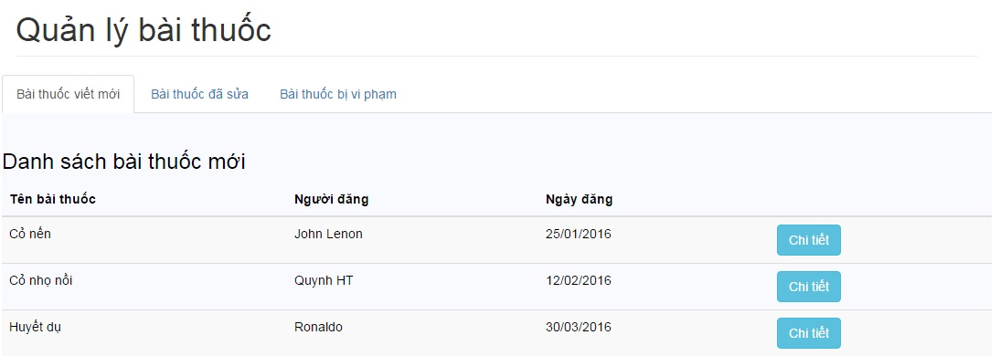 Quản lý bài thuốc
Bài thuốc viết mới Bài thuốc đã sửa Bài thuốc bị vi phạm
Danh sách bài thuốc mới
Tên bài thuốc Người đăng Ngày đăng
Cỏ nến John Lenon 25/01/2016 Chi tiết
Cỏ nhọ nồi Quynh HT 12/02/2016 Chi tiết
Huyết dụ Ronaldo 30/03/2016 Chi tiết